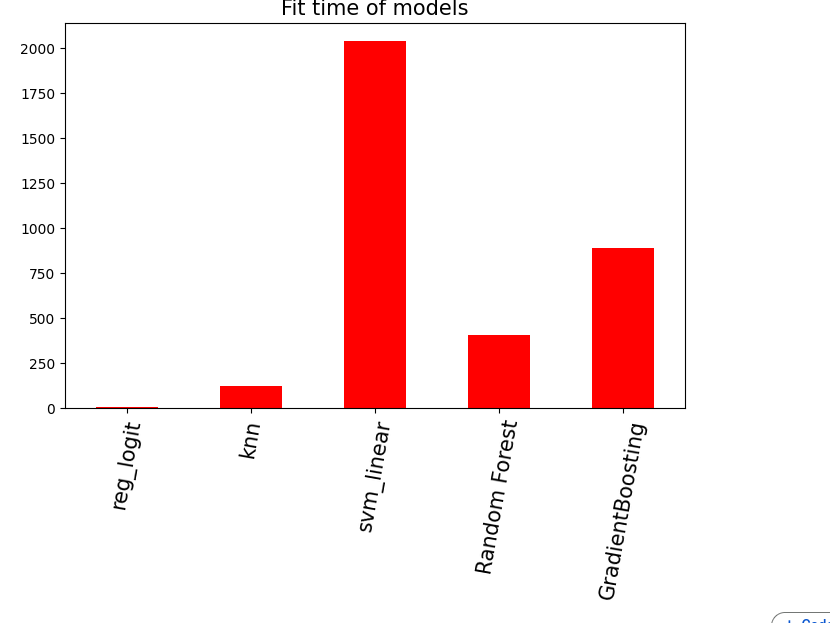 Fit time of models
2000
1750
1500
1250
1000
750
500
250
0
reg_logit
knn
svm_linear
Random Forest
GradientBoosting